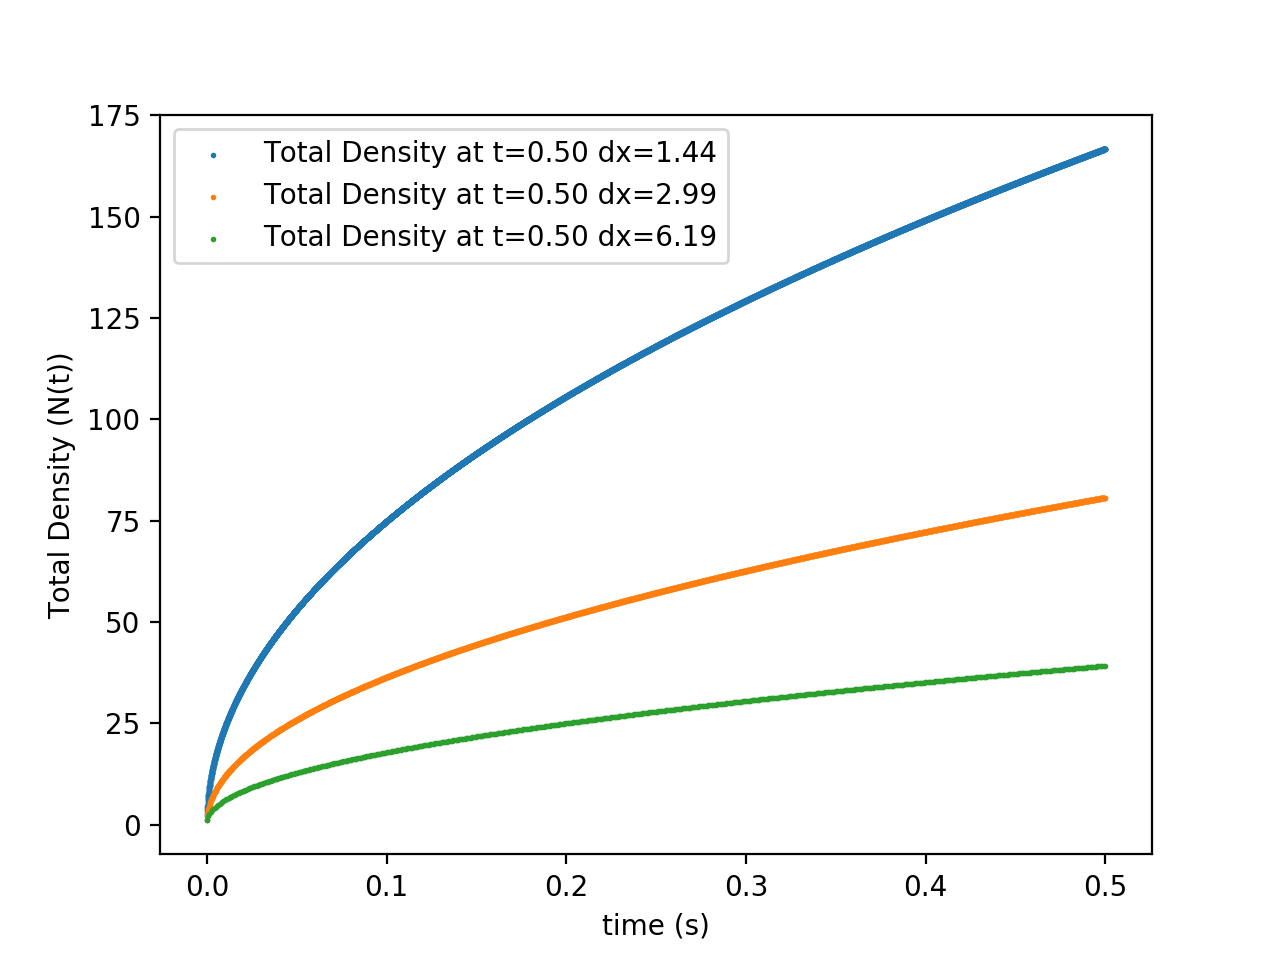 Total Density at t=0.50 dx=1.44
Total Density at t=0.50 dx=2.99
Total Density at t=0.50 dx=6.19
Total Density (N(t))
175
150
125
100
75
50
25
0
0.0 0.1 0.2 0.3 0.4 0.5
time (s)